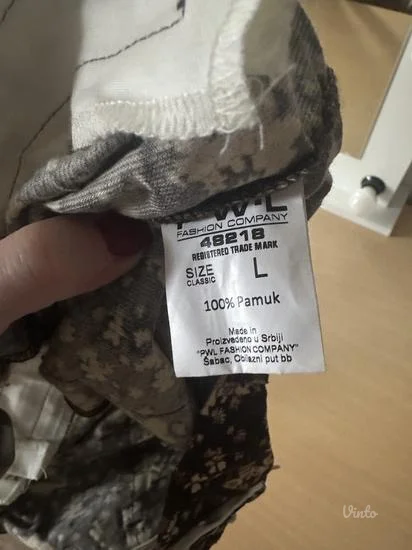 P.W.L
FASHION COMPANY
48218
REGISTERED TRADE MARK
SIZE L
CLASSIC
100% Pamuk
Made in
Proizvedeno u Srbiji
"PWL FASHION COMPANY"
Šabac, Obilazni put bb
Vinto